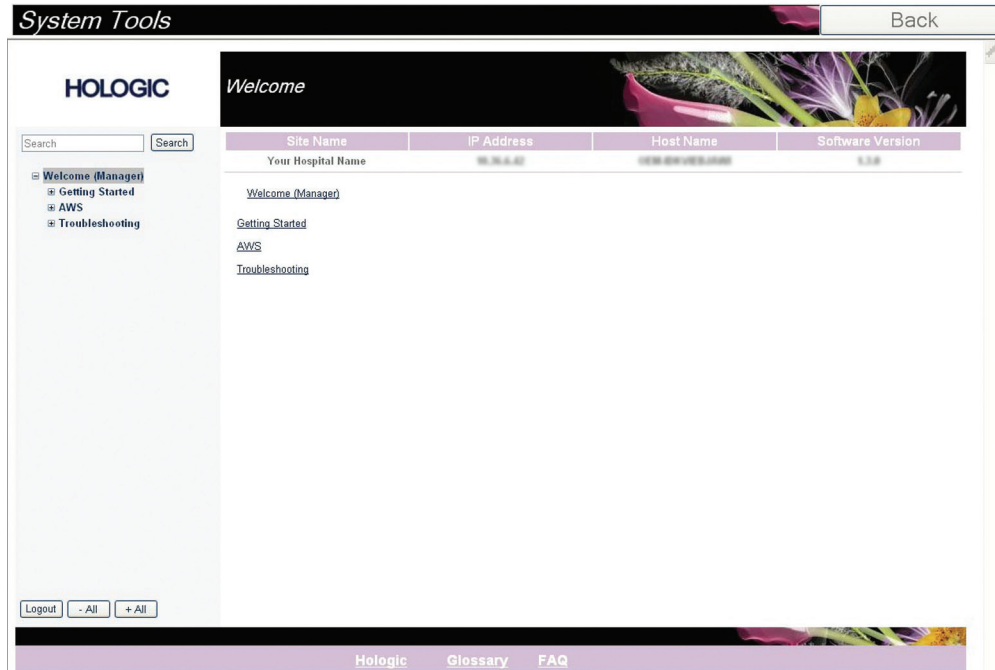 System Tools
Back
HOLOGIC
Welcome
Search Search
Site Name IP Address Host Name Software Version
Your Hospital Name
Welcome (Manager)
Getting Started
AWS
Troubleshooting
Welcome (Manager)
Getting Started
AWS
Troubleshooting
Logout - All + All
Hologic Glossary FAQ